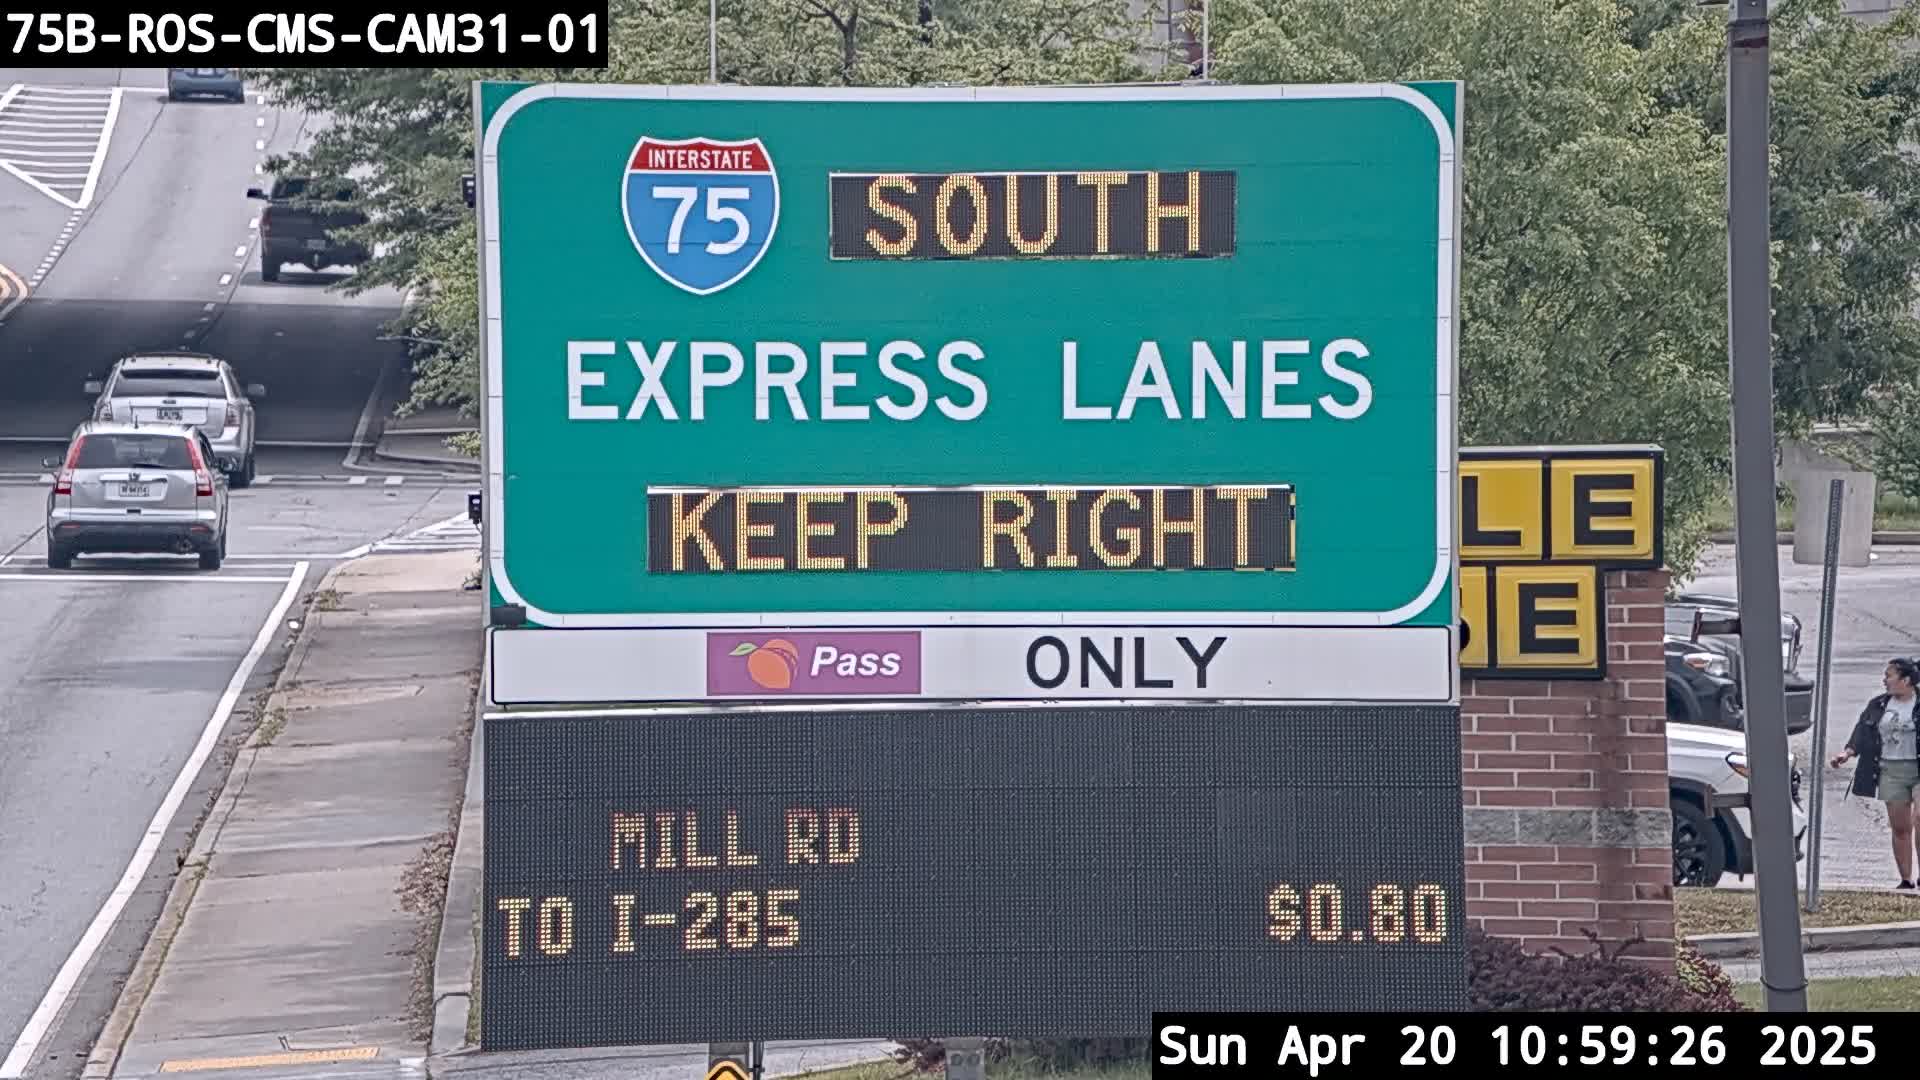 75B-ROS-CMS-CAM31-01
INTERSTATE
75
SOUTH
EXPRESS LANES
KEEP RIGHT
Pass
ONLY
MILL RD
TO I-285 $0.80
LE
E
Sun Apr 20 10:59:26 2025